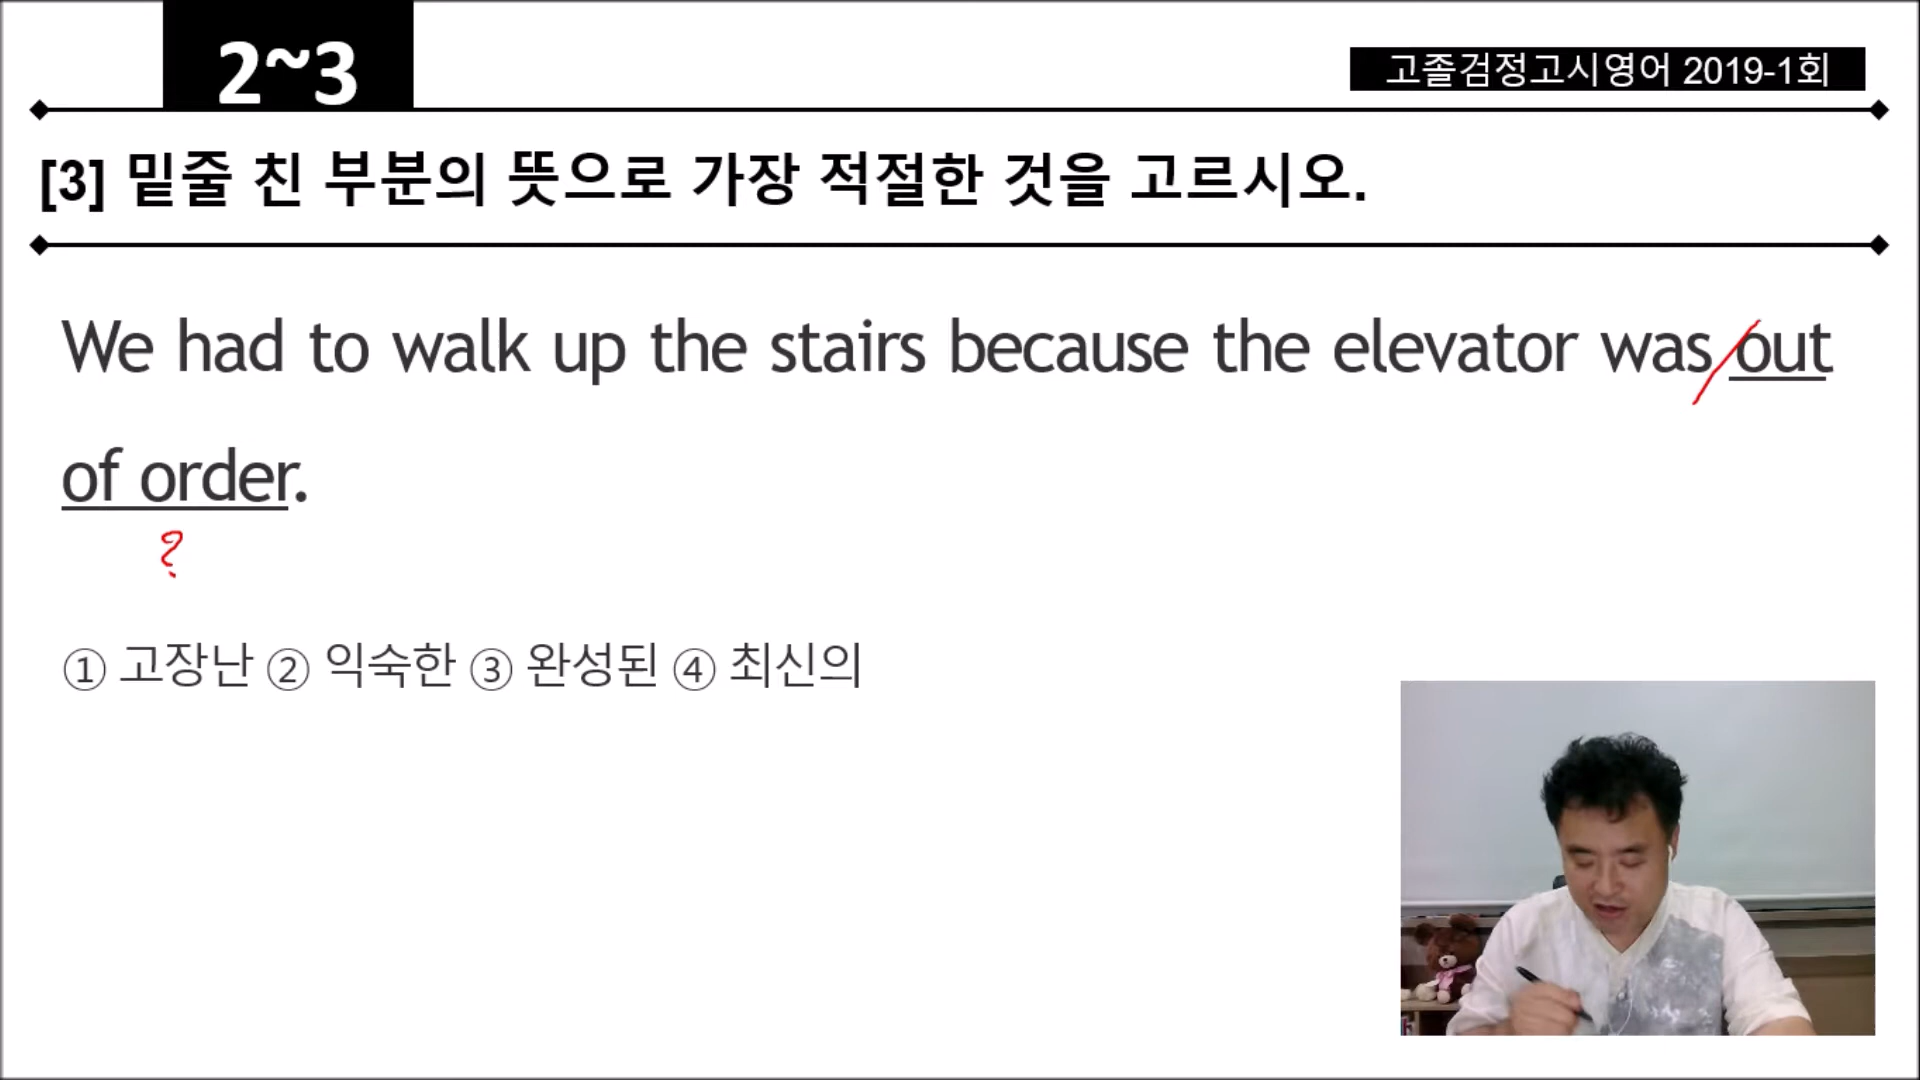 2~3
고졸검정고시영어 2019-1회
[3] 밑줄 친 부분의 뜻으로 가장 적절한 것을 고르시오.
We had to walk up the stairs because the elevator was out
of order.
?
① 고장난 ② 익숙한 ③ 완성된 ④ 최신의